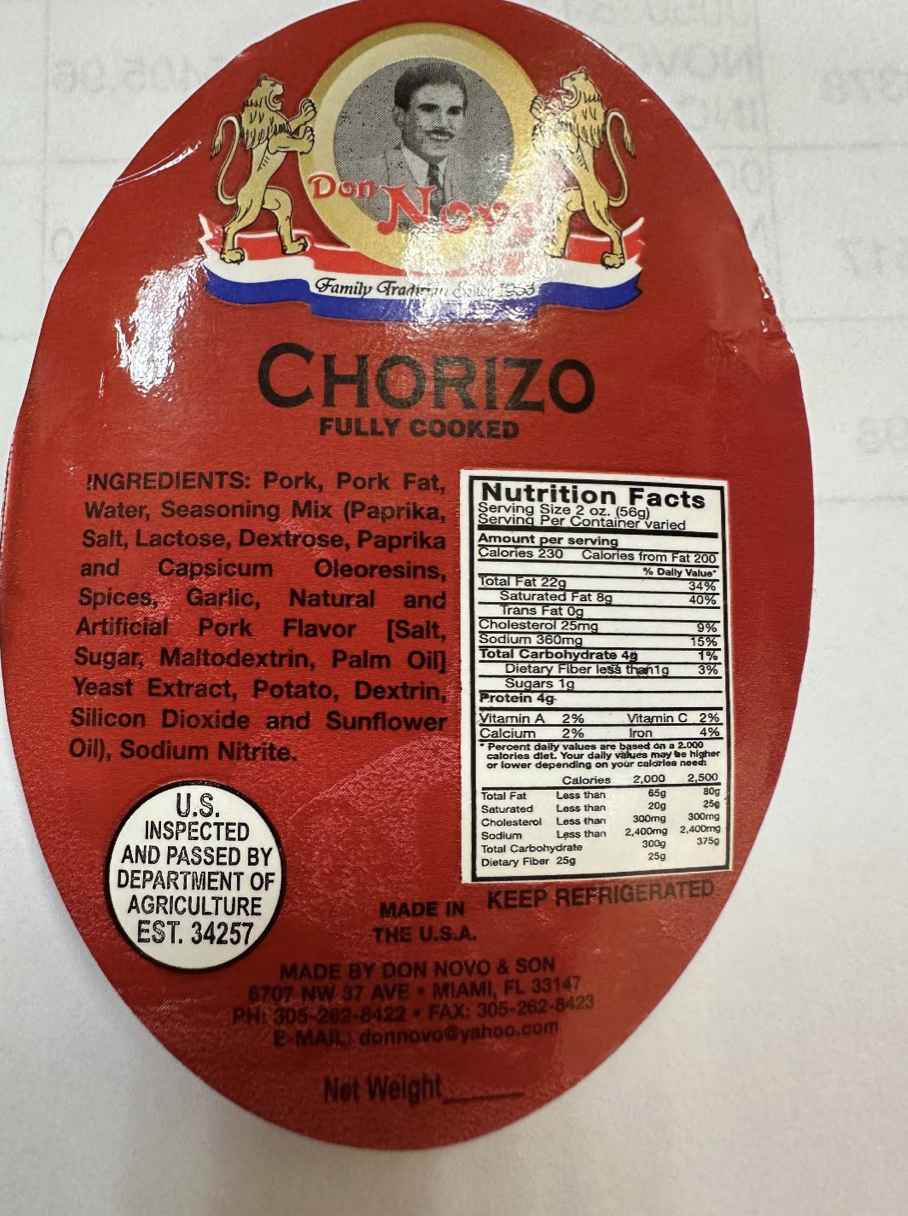 Don
Novo
Family Tradition Since 1953
CHORIZO
FULLY COOKED
INGREDIENTS: Pork, Pork Fat,
Water, Seasoning Mix (Paprika,
Salt, Lactose, Dextrose, Paprika
and Capsicum Oleoresins,
Spices, Garlic, Natural and
Artificial Pork Flavor [Salt,
Sugar, Maltodextrin, Palm Oil]
Yeast Extract, Potato, Dextrin,
Silicon Dioxide and Sunflower
Oil), Sodium Nitrite.
Nutrition Facts
Serving Size 2 oz. (56g)
Serving Per Container varied
Amount per serving
Calories 230 Calories from Fat 200
% Daily Value*
Total Fat 22g 34%
Saturated Fat 8g 40%
Trans Fat 0g
Cholesterol 25mg 9%
Sodium 360mg 15%
Total Carbohydrate 4g 1%
Dietary Fiber less than1g 3%
Sugars 1g
Protein 4g
Vitamin A 2% Vitamin C 2%
Calcium 2% Iron 4%
* Percent daily values are based on a 2.000
calories diet. Your daily values may be higher
or lower depending on your calories need:
Calories 2,000 2,500
Total Fat Less than 65g 80g
Saturated Less than 20g 25g
Cholesterol Less than 300mg 300mg
Sodium Less than 2,400mg 2,400mg
Total Carbohydrate 300g 375g
Dietary Fiber 25g 25g
U.S.
INSPECTED
AND PASSED BY
DEPARTMENT OF
AGRICULTURE
EST. 34257
KEEP REFRIGERATED
MADE IN
THE U.S.A.
MADE BY DON NOVO & SON
6707 NW 37 AVE • MIAMI, FL 33147
PH: 305-262-8422 • FAX: 305-262-8423
E-MAIL: donnovo@yahoo.com
Net Weight____